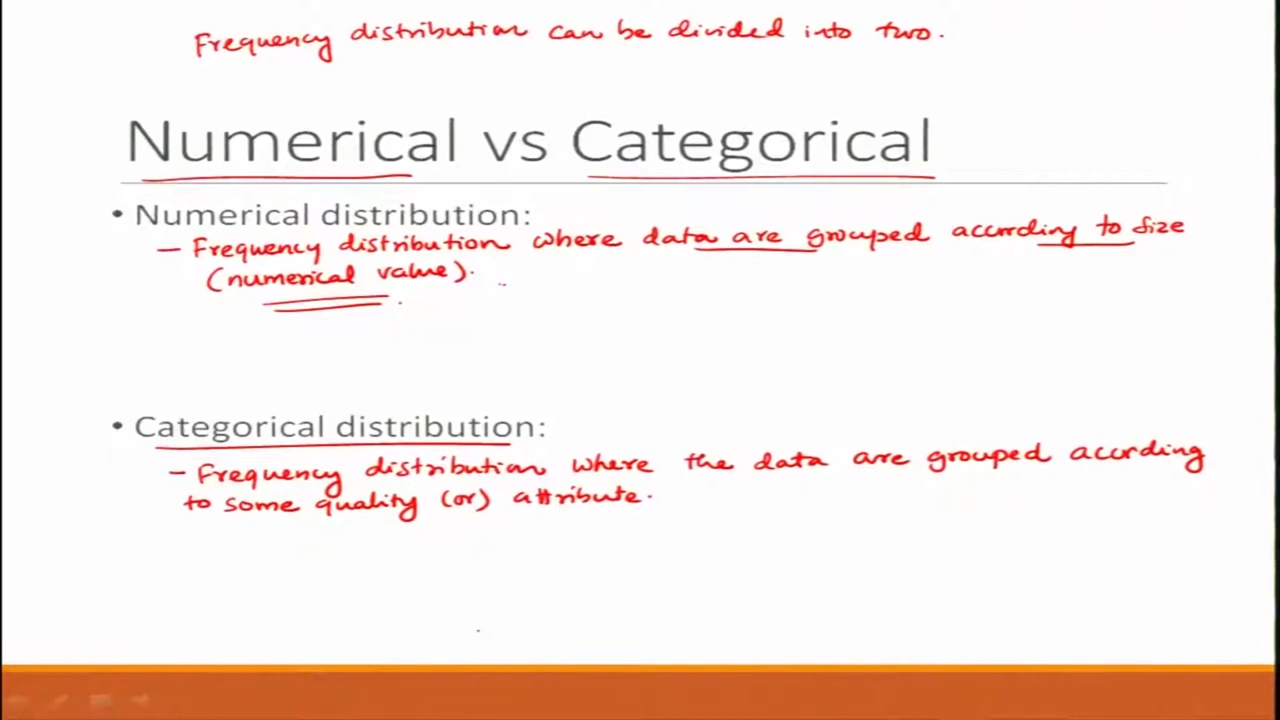 Frequency distribution can be divided into two.
Numerical vs Categorical
• Numerical distribution:
– Frequency distribution where data are grouped according to size
(numerical value).
• Categorical distribution:
– Frequency distribution where the data are grouped according
to some quality (or) attribute.